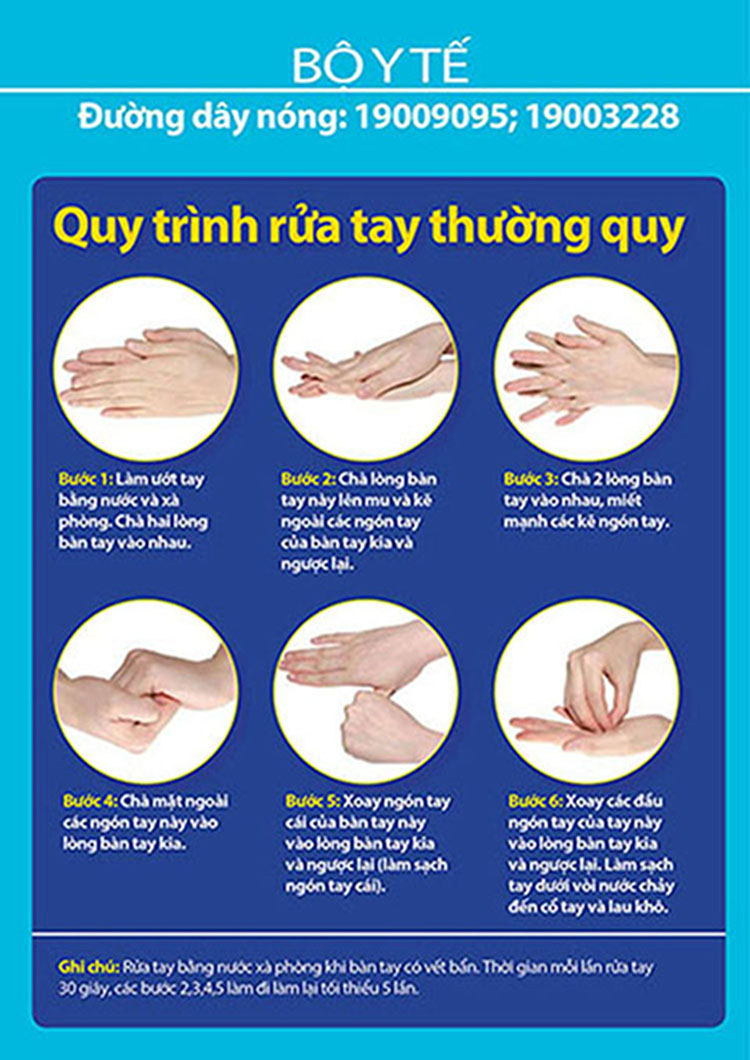 BỘ Y TẾ
Đường dây nóng: 19009095; 19003228
Quy trình rửa tay thường quy
Bước 1: Làm ướt tay
bằng nước và xà
phòng. Chà hai lòng
bàn tay vào nhau.
Bước 2: Chà lòng bàn
tay này lên mu và kẽ
ngoài các ngón tay
của bàn tay kia và
ngược lại.
Bước 3: Chà 2 lòng bàn
tay vào nhau, miết
mạnh các kẽ ngón tay.
Bước 4: Chà mặt ngoài
các ngón tay này vào
lòng bàn tay kia.
Bước 5: Xoay ngón tay
cái của bàn tay này
vào lòng bàn tay kia
và ngược lại (làm sạch
ngón tay cái).
Bước 6: Xoay các đầu
ngón tay của tay này
vào lòng bàn tay kia
và ngược lại. Làm sạch
tay dưới vòi nước chảy
đến cổ tay và lau khô.
Ghi chú: Rửa tay bằng nước xà phòng khi bàn tay có vết bẩn. Thời gian mỗi lần rửa tay
30 giây, các bước 2,3,4,5 làm đi làm lại tối thiểu 5 lần.